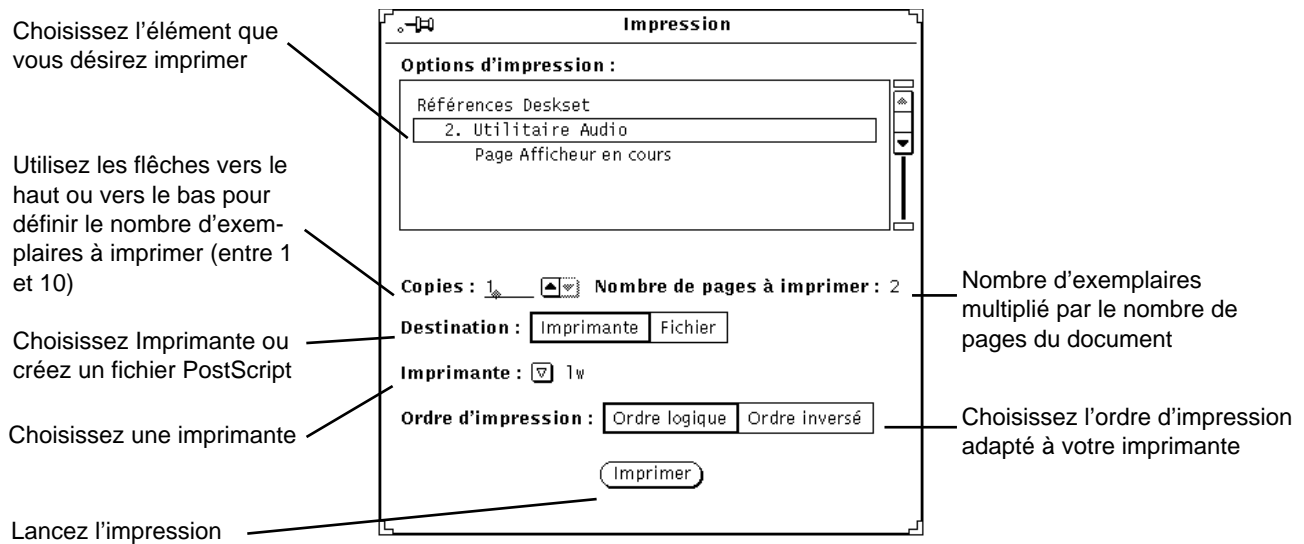 Choisissez l’élément que
vous désirez imprimer
Utilisez les flêches vers le
haut ou vers le bas pour
définir le nombre d’exem-
plaires à imprimer (entre 1
et 10)
Choisissez Imprimante ou
créez un fichier PostScript
Choisissez une imprimante
Lancez l’impression
Impression
Options d’impression :
Références Deskset
2. Utilitaire Audio
Page Afficheur en cours
Copies : 1 Nombre de pages à imprimer : 2
Destination : Imprimante Fichier
Imprimante : lw
Ordre d’impression : Ordre logique Ordre inversé
Imprimer
Nombre d’exemplaires
multiplié par le nombre de
pages du document
Choisissez l’ordre d’impression
adapté à votre imprimante